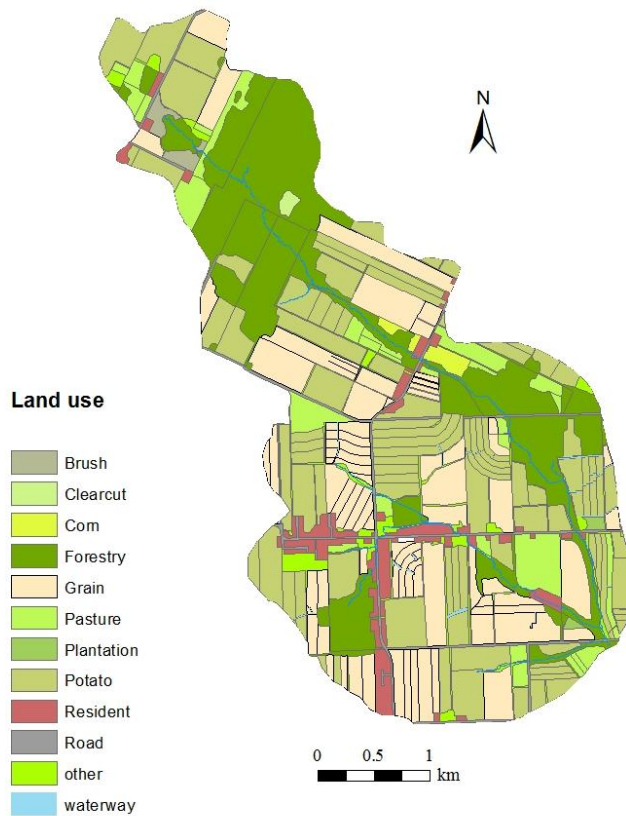 N
Land use
Brush
Clearcut
Corn
Forestry
Grain
Pasture
Plantation
Potato
Resident
Road
other
waterway
0 0.5 1
km